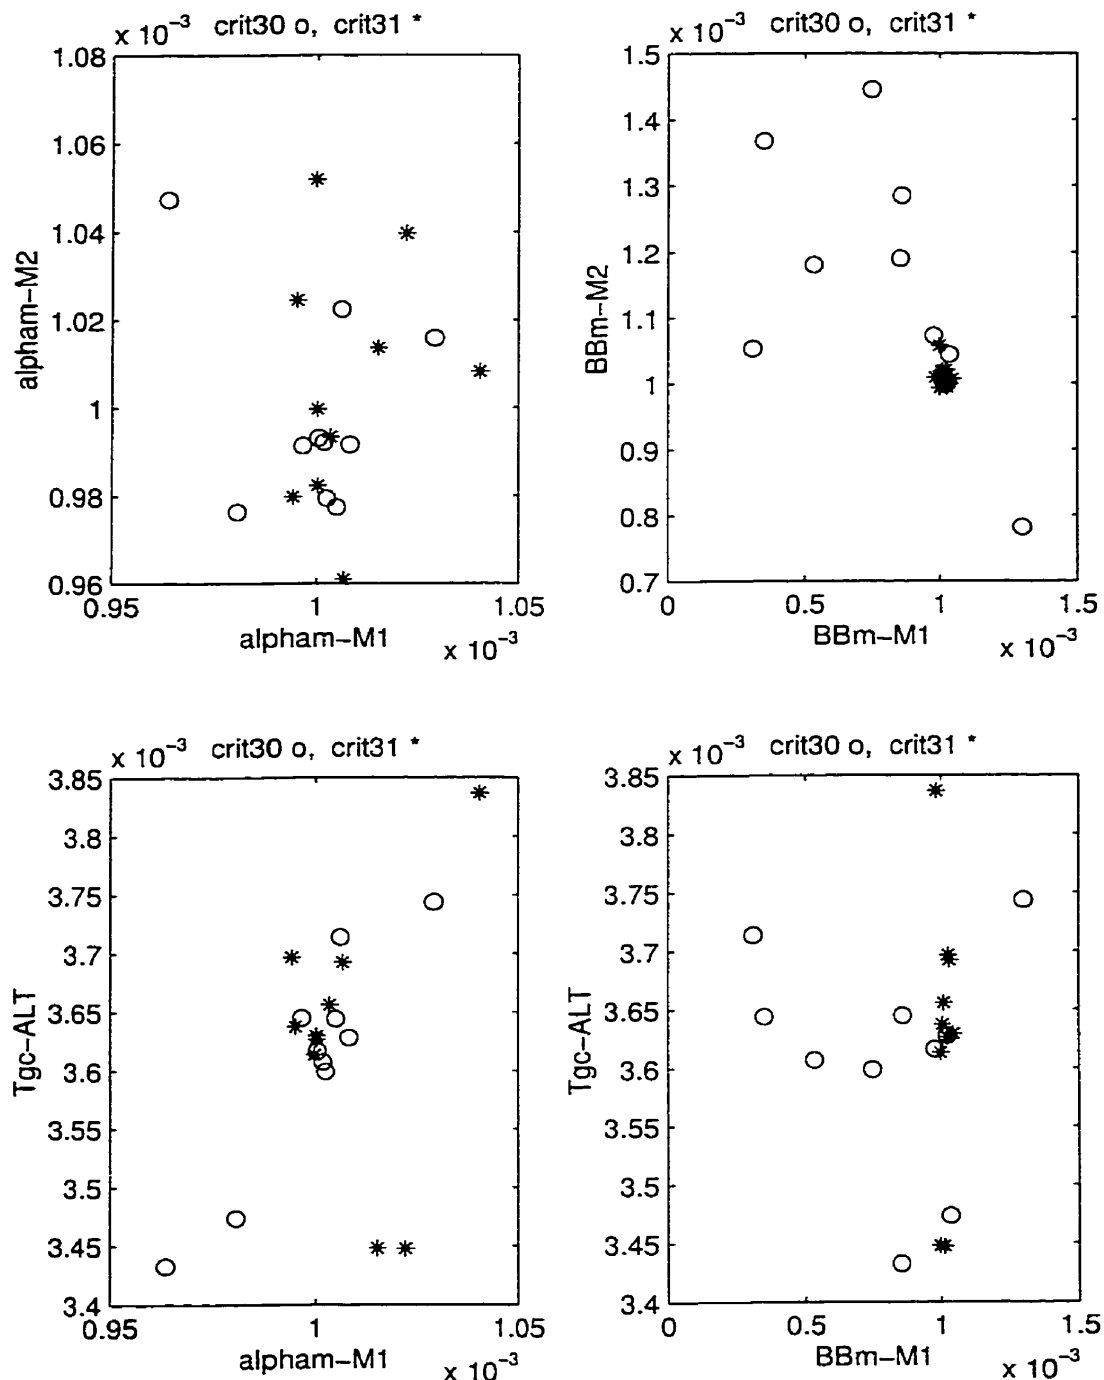 x 10⁻³ crit30 o, crit31 *
1.08
1.06
1.04
1.02
1
0.98
0.96
alpham-M2
0.95 1 1.05
alpham-M1
x 10⁻³
x 10⁻³ crit30 o, crit31 *
1.5
1.4
1.3
1.2
1.1
1
0.9
0.8
0.7
BBm-M2
0 0.5 1 1.5
BBm-M1
x 10⁻³
x 10⁻³ crit30 o, crit31 *
3.85
3.8
3.75
3.7
3.65
3.6
3.55
3.5
3.45
3.4
Tgc-ALT
0.95 1 1.05
alpham-M1
x 10⁻³
x 10⁻³ crit30 o, crit31 *
3.85
3.8
3.75
3.7
3.65
3.6
3.55
3.5
3.45
3.4
Tgc-ALT
0 0.5 1 1.5
BBm-M1
x 10⁻³